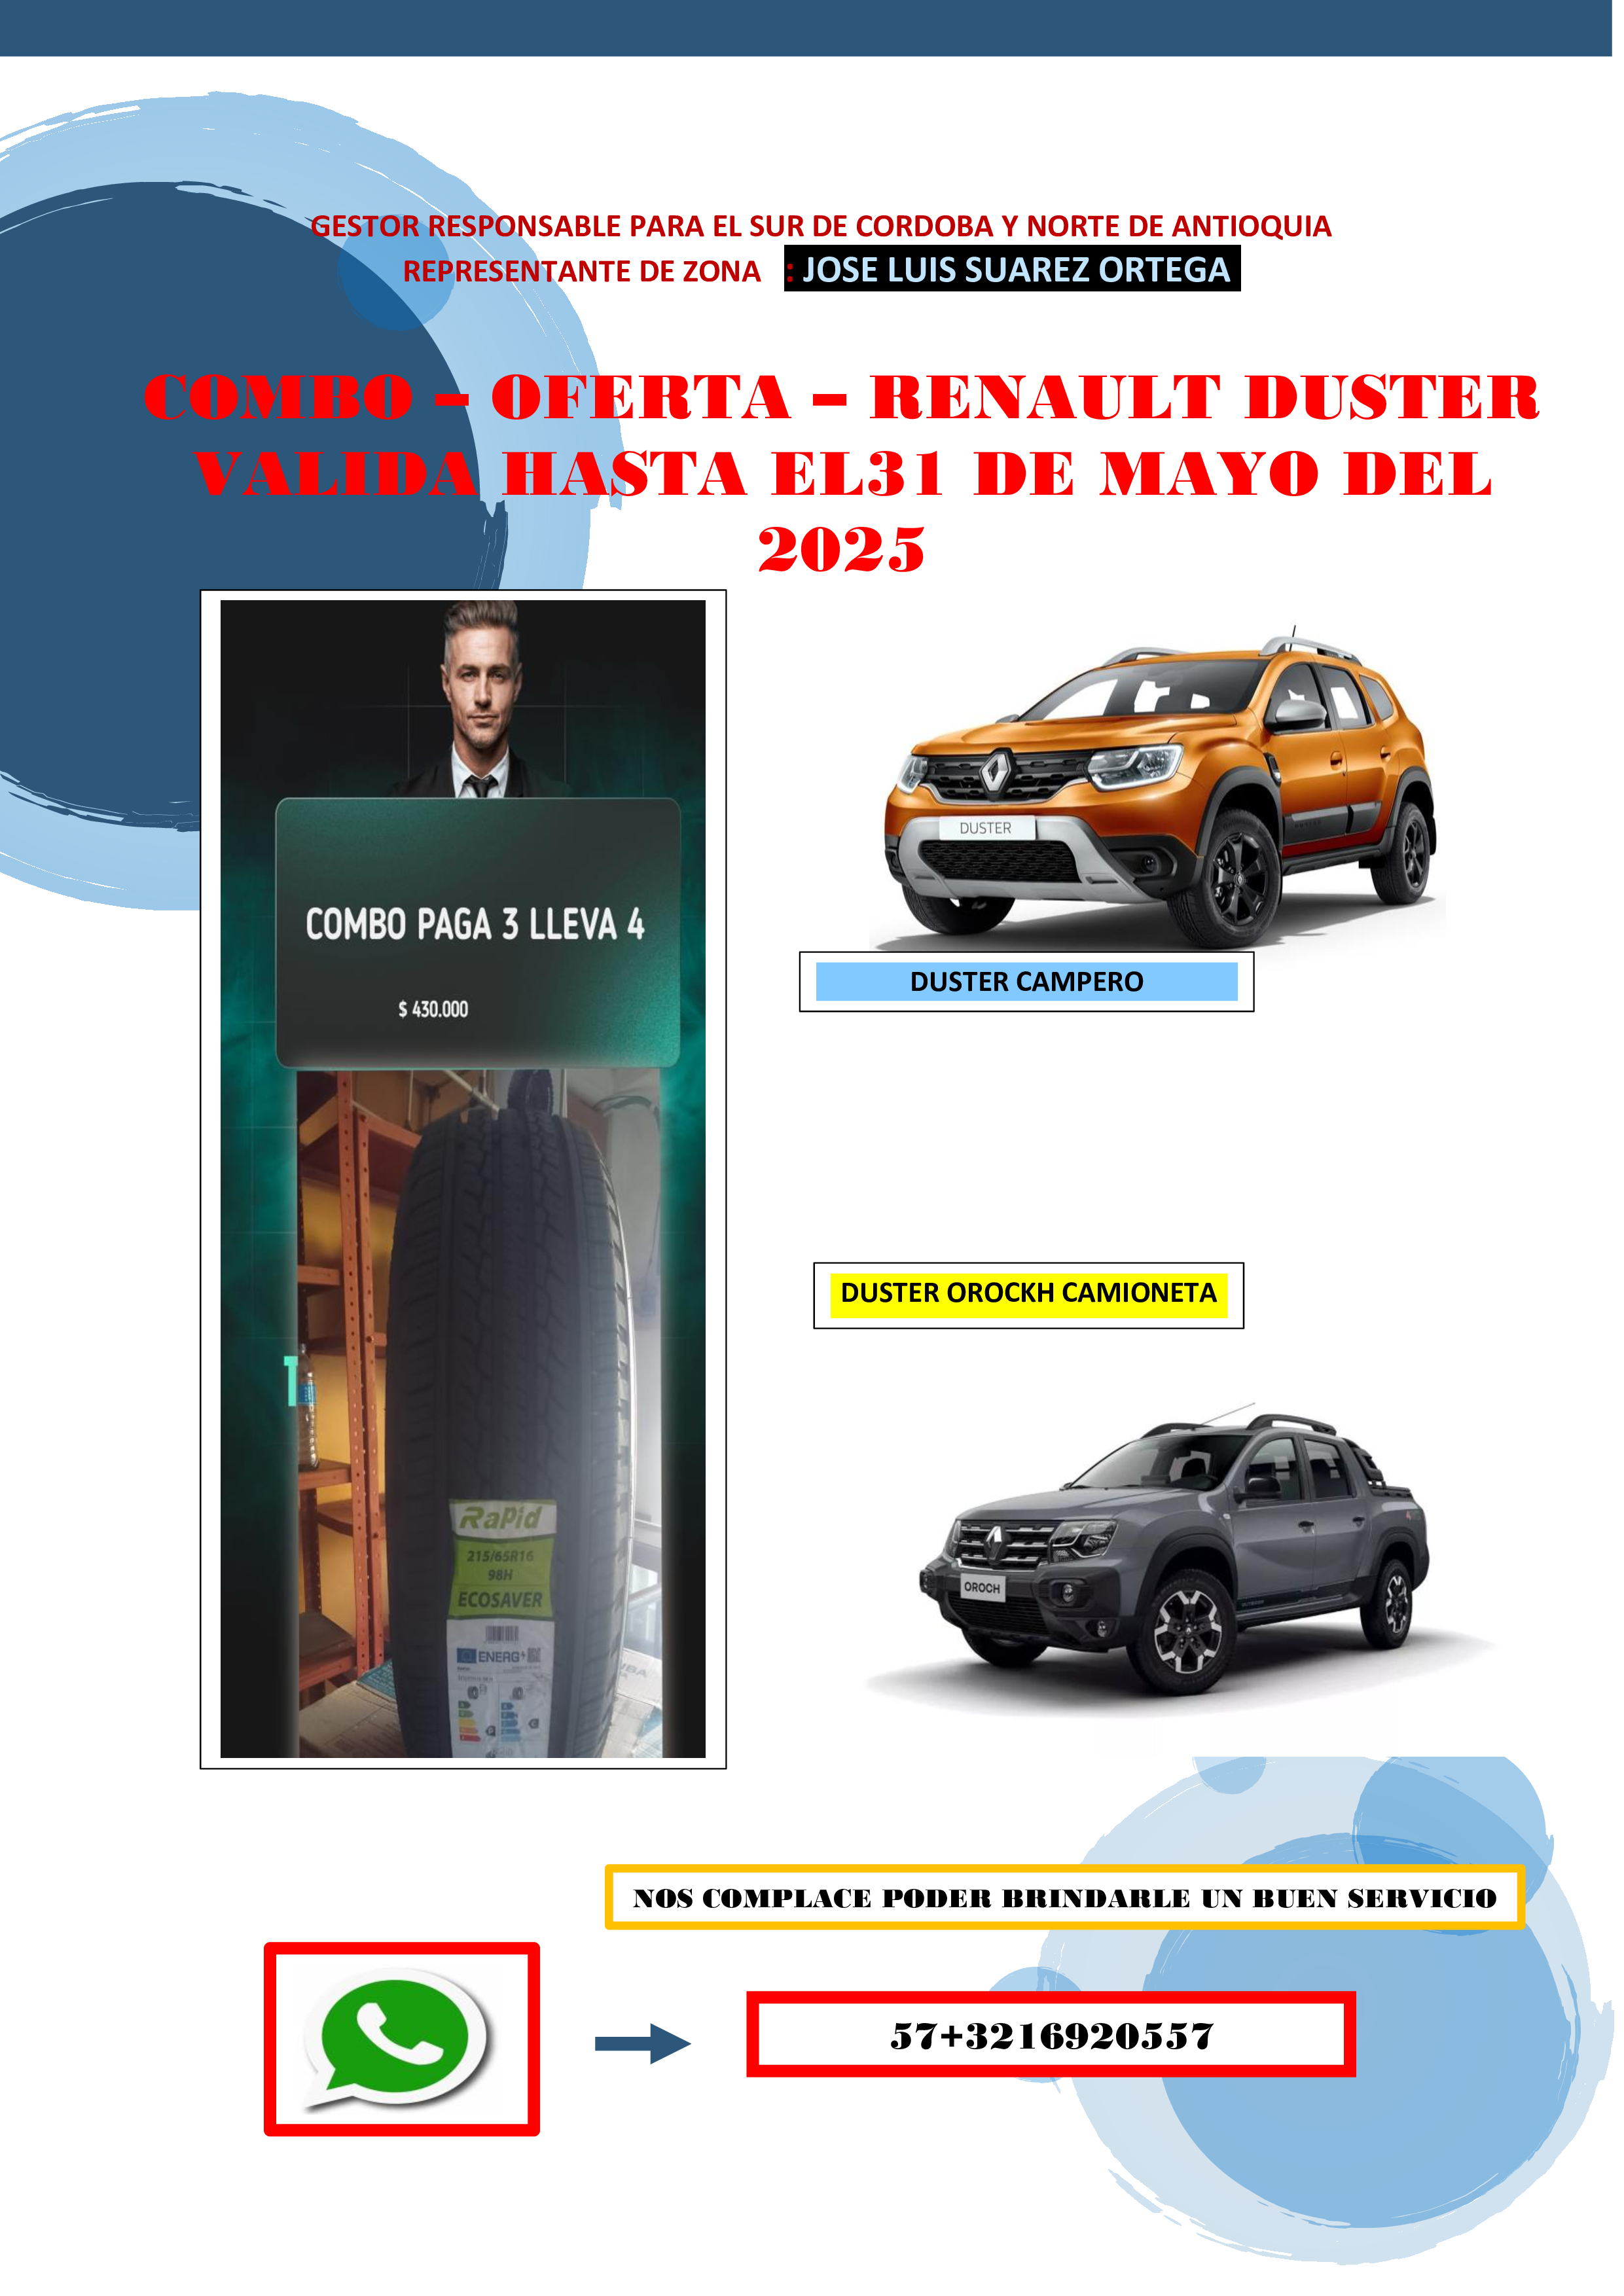 GESTOR RESPONSABLE PARA EL SUR DE CORDOBA Y NORTE DE ANTIOQUIA
REPRESENTANTE DE ZONA : JOSE LUIS SUAREZ ORTEGA
COMBO – OFERTA – RENAULT DUSTER
VALIDA HASTA EL31 DE MAYO DEL
2025
COMBO PAGA 3 LLEVA 4
$ 430.000
T
RaPid
215/65R16
98H
ECOSAVER
ENERG
DUSTER
DUSTER CAMPERO
DUSTER OROCKH CAMIONETA
OROCH
NOS COMPLACE PODER BRINDARLE UN BUEN SERVICIO
57+3216920557